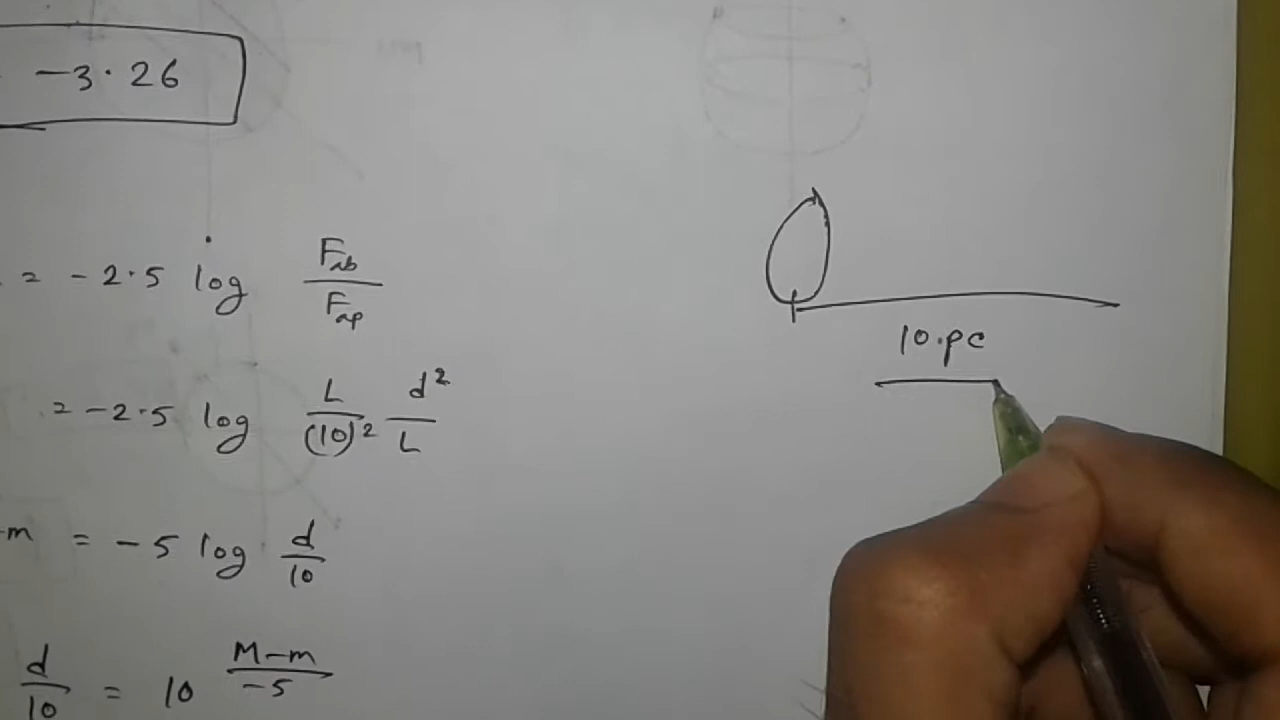 -3.26
= -2.5 log F_ab/F_ap
10.pc
= -2.5 log L/(10)² d²/L
-m = -5 log d/10
d/10 = 10^((M-m)/-5)